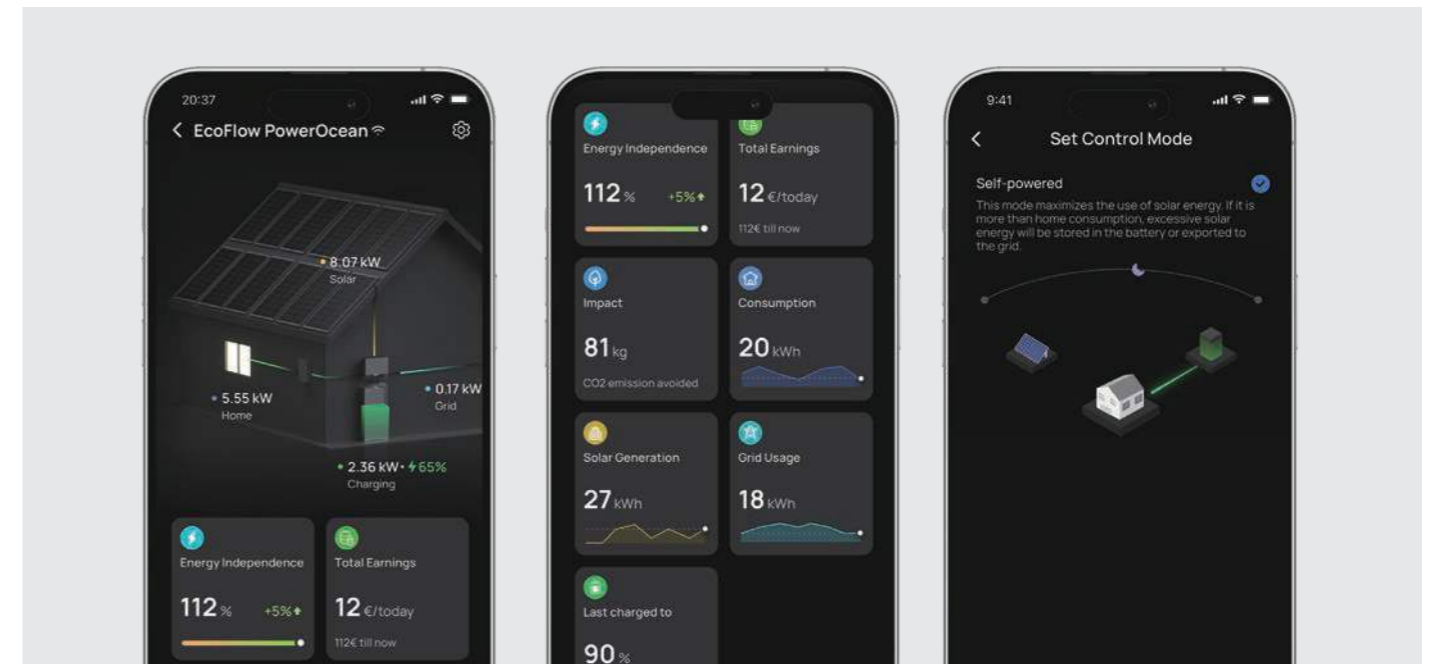 20:37
EcoFlow PowerOcean
8.07 kW
Solar
5.55 kW
Home
0.17 kW
Grid
2.36 kW · 65%
Charging
Energy Independence
112 % +5%
Total Earnings
12 €/today
112€ till now
Energy Independence
112 % +5%
Total Earnings
12 €/today
112€ till now
Impact
81 kg
CO2 emission avoided
Consumption
20 kWh
Solar Generation
27 kWh
Grid Usage
18 kWh
Last charged to
90 %
9:41
Set Control Mode
Self-powered
This mode maximizes the use of solar energy. If it is
more than home consumption, excessive solar
energy will be stored in the battery or exported to
the grid.